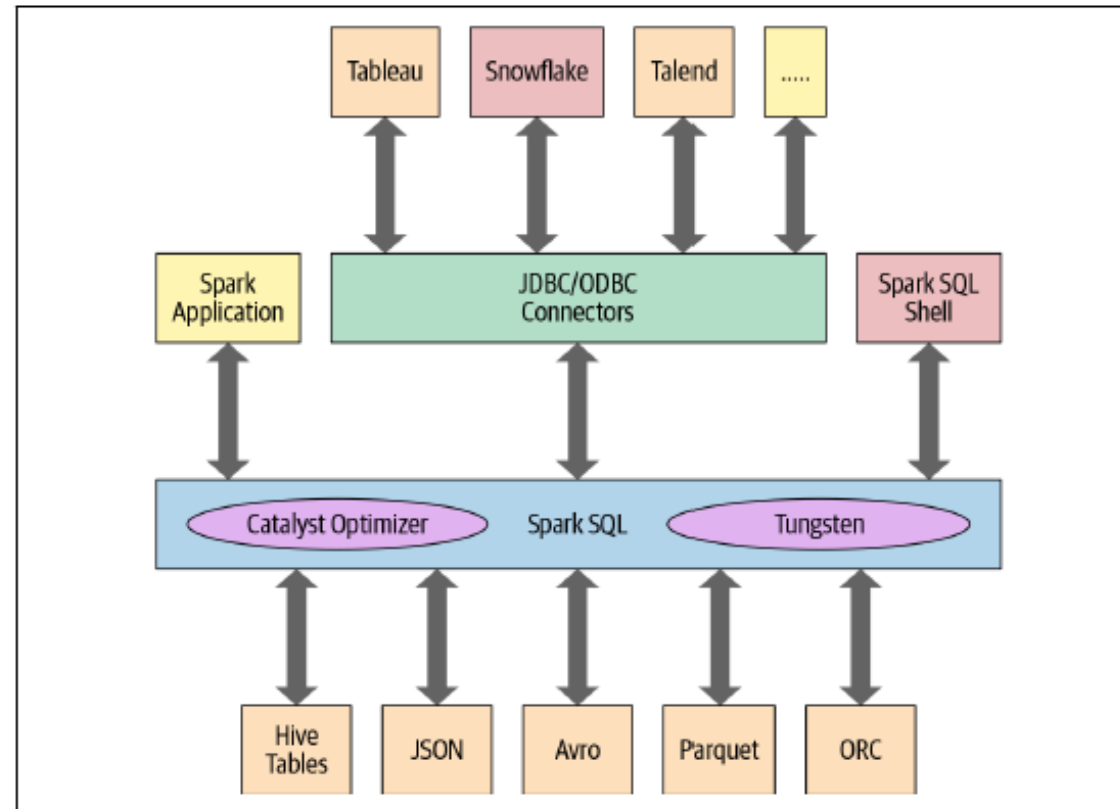 Tableau
Snowflake
Talend
.....
Spark
Application
JDBC/ODBC
Connectors
Spark SQL
Shell
Catalyst Optimizer
Spark SQL
Tungsten
Hive
Tables
JSON
Avro
Parquet
ORC